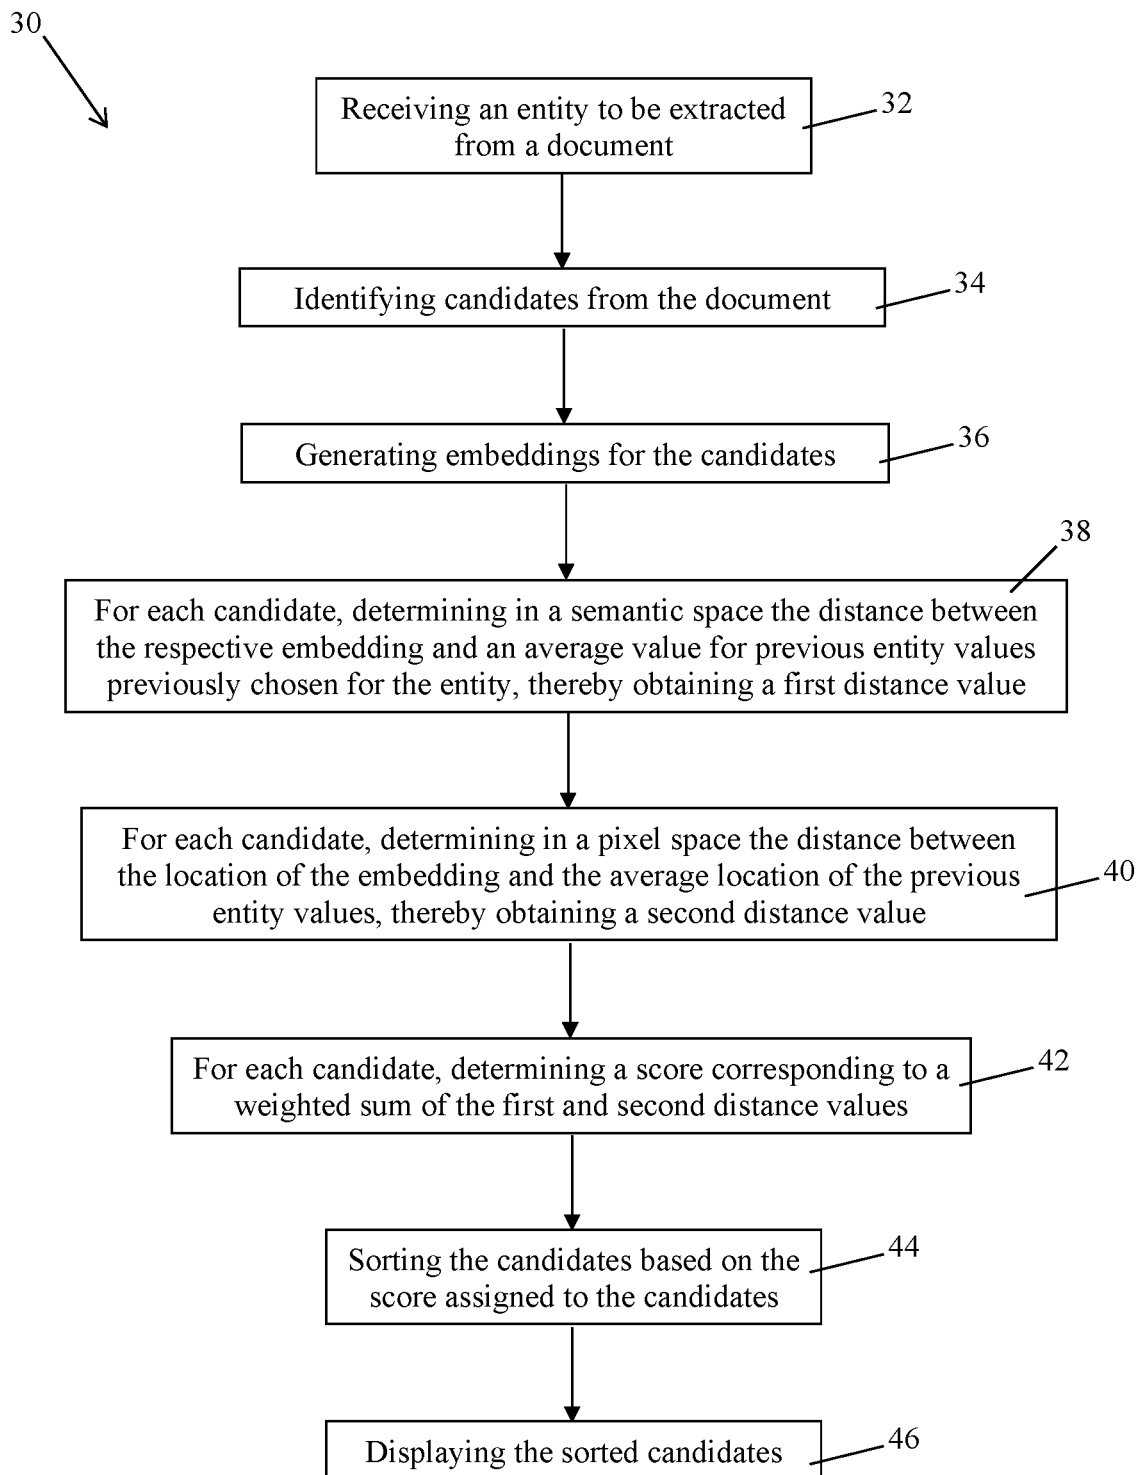 30
Receiving an entity to be extracted
from a document
32
Identifying candidates from the document
34
Generating embeddings for the candidates
36
For each candidate, determining in a semantic space the distance between
the respective embedding and an average value for previous entity values
previously chosen for the entity, thereby obtaining a first distance value
38
For each candidate, determining in a pixel space the distance between
the location of the embedding and the average location of the previous
entity values, thereby obtaining a second distance value
40
For each candidate, determining a score corresponding to a
weighted sum of the first and second distance values
42
Sorting the candidates based on the
score assigned to the candidates
44
Displaying the sorted candidates
46